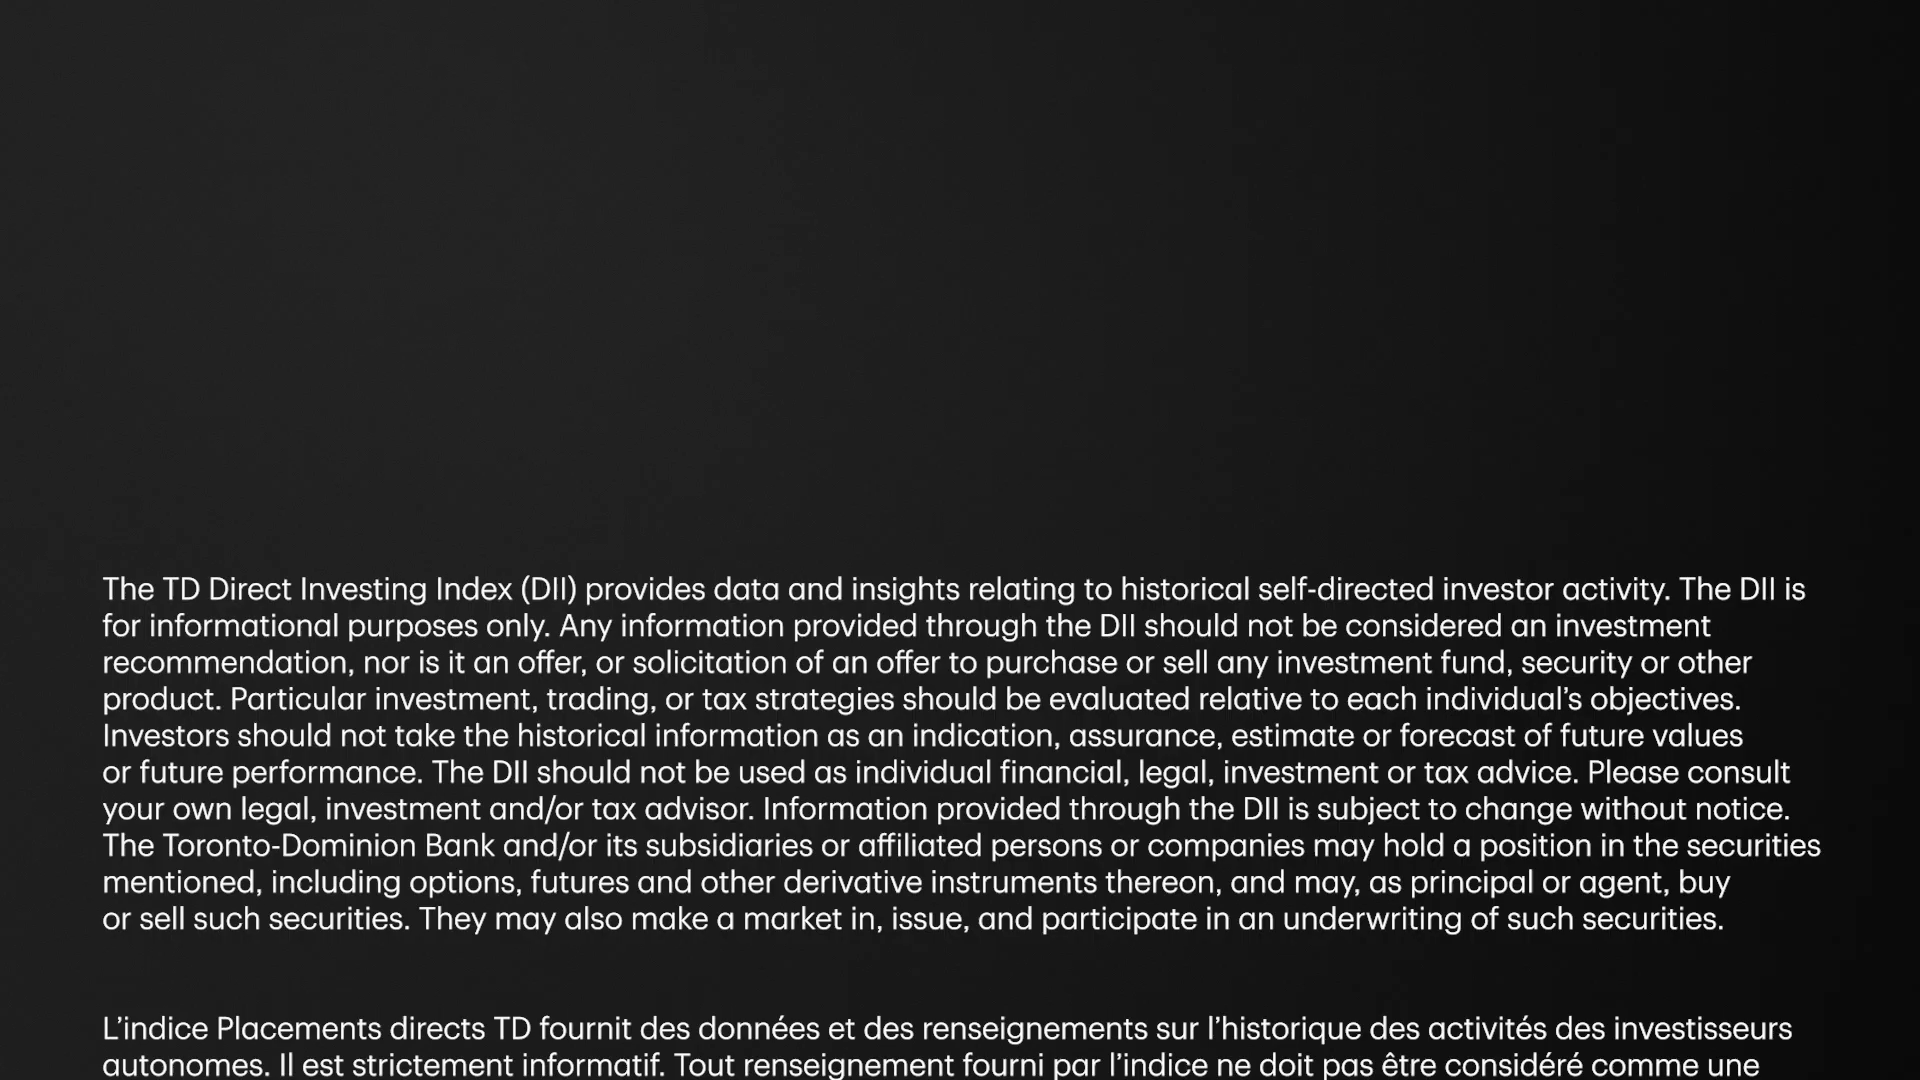 The TD Direct Investing Index (DII) provides data and insights relating to historical self-directed investor activity. The DII is
for informational purposes only. Any information provided through the DII should not be considered an investment
recommendation, nor is it an offer, or solicitation of an offer to purchase or sell any investment fund, security or other
product. Particular investment, trading, or tax strategies should be evaluated relative to each individual’s objectives.
Investors should not take the historical information as an indication, assurance, estimate or forecast of future values
or future performance. The DII should not be used as individual financial, legal, investment or tax advice. Please consult
your own legal, investment and/or tax advisor. Information provided through the DII is subject to change without notice.
The Toronto-Dominion Bank and/or its subsidiaries or affiliated persons or companies may hold a position in the securities
mentioned, including options, futures and other derivative instruments thereon, and may, as principal or agent, buy
or sell such securities. They may also make a market in, issue, and participate in an underwriting of such securities.
L’indice Placements directs TD fournit des données et des renseignements sur l’historique des activités des investisseurs
autonomes. Il est strictement informatif. Tout renseignement fourni par l’indice ne doit pas être considéré comme une